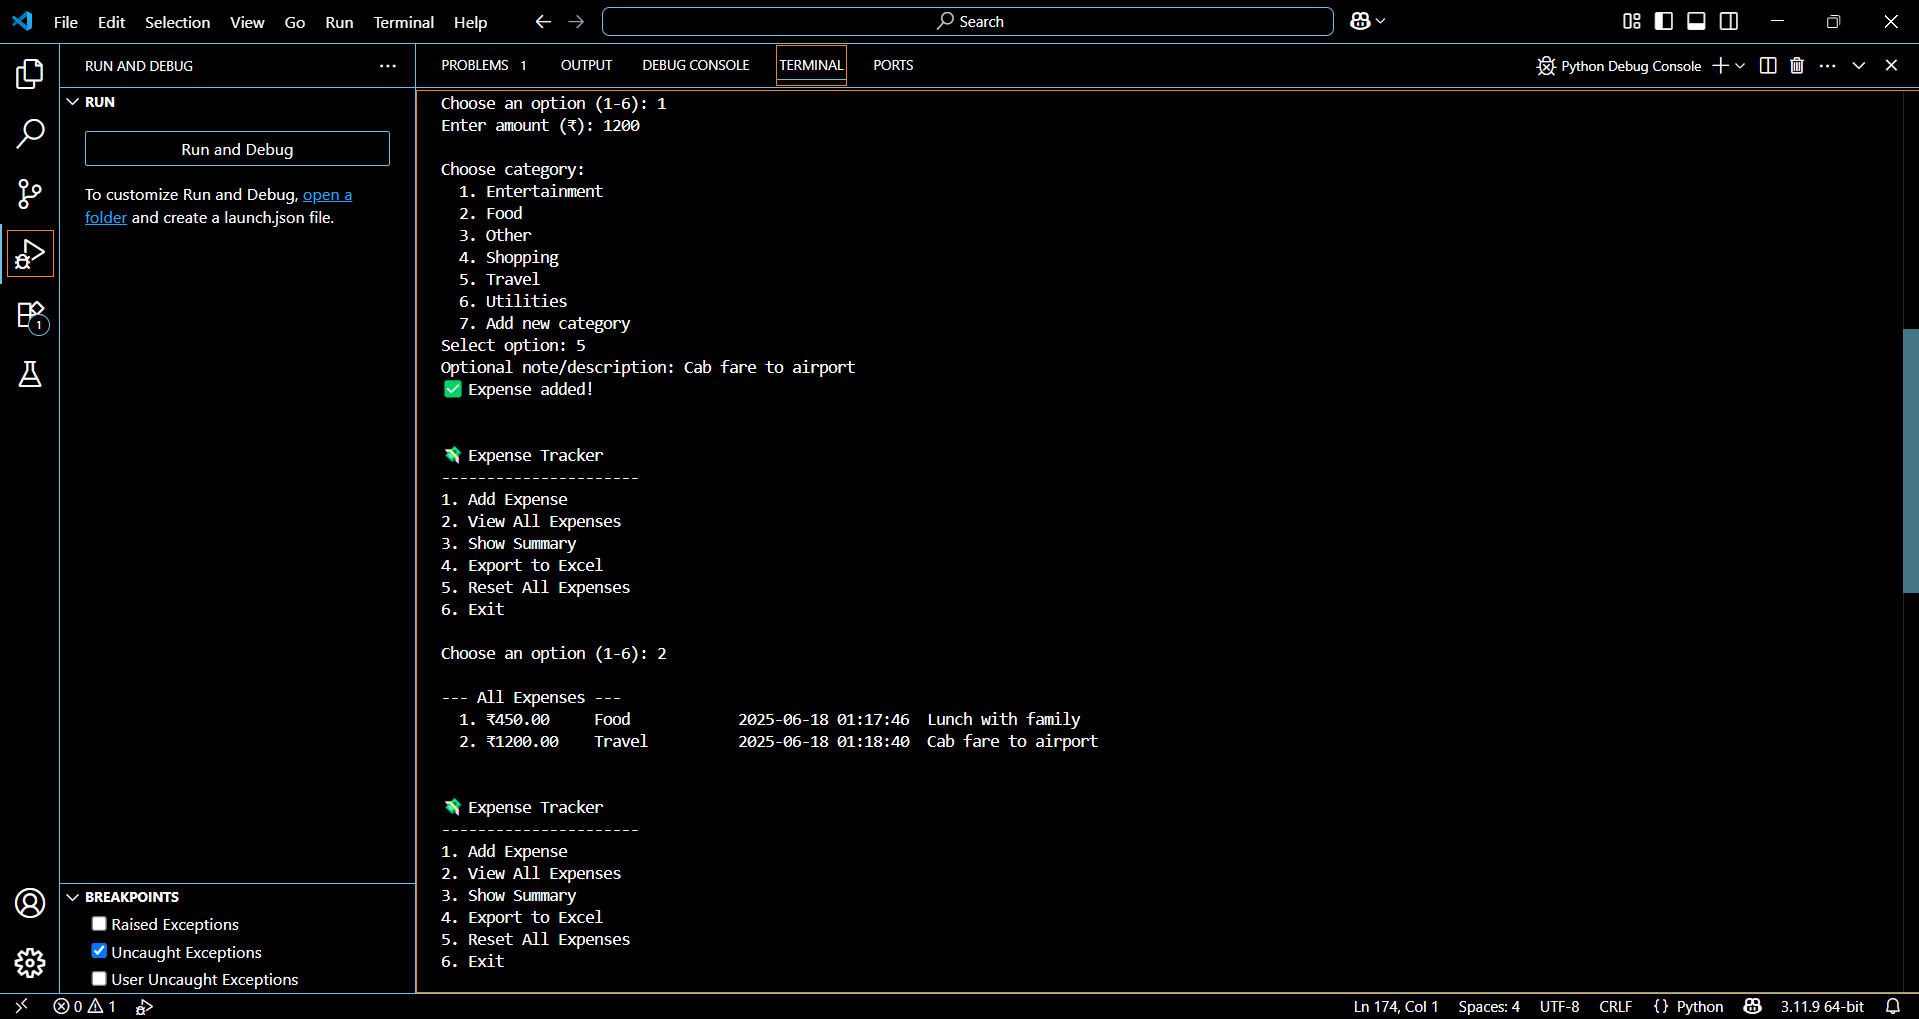 File Edit Selection View Go Run Terminal Help Search
RUN AND DEBUG
RUN
Run and Debug
To customize Run and Debug, open a
folder and create a launch.json file.
BREAKPOINTS
Raised Exceptions
Uncaught Exceptions
User Uncaught Exceptions
1
PROBLEMS 1 OUTPUT DEBUG CONSOLE TERMINAL PORTS Python Debug Console
Choose an option (1-6): 1
Enter amount (₹): 1200
Choose category:
1. Entertainment
2. Food
3. Other
4. Shopping
5. Travel
6. Utilities
7. Add new category
Select option: 5
Optional note/description: Cab fare to airport
✅ Expense added!
💸 Expense Tracker
----------------------
1. Add Expense
2. View All Expenses
3. Show Summary
4. Export to Excel
5. Reset All Expenses
6. Exit
Choose an option (1-6): 2
--- All Expenses ---
1. ₹450.00 Food 2025-06-18 01:17:46 Lunch with family
2. ₹1200.00 Travel 2025-06-18 01:18:40 Cab fare to airport
💸 Expense Tracker
----------------------
1. Add Expense
2. View All Expenses
3. Show Summary
4. Export to Excel
5. Reset All Expenses
6. Exit
0 1 Ln 174, Col 1 Spaces: 4 UTF-8 CRLF {} Python 3.11.9 64-bit